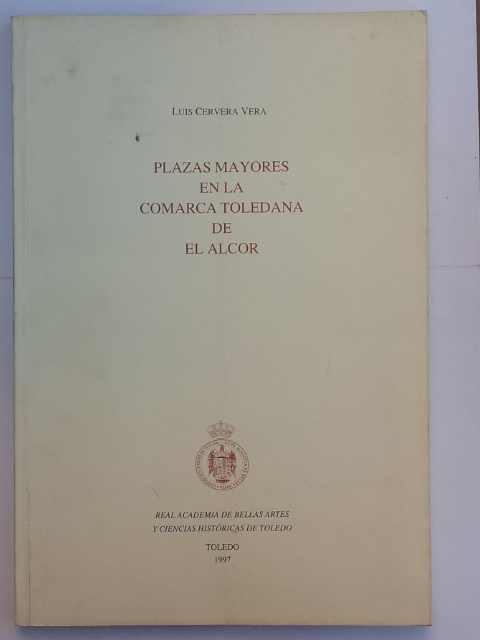 LUIS CERVERA VERA
PLAZAS MAYORES
EN LA
COMARCA TOLEDANA
DE
EL ALCOR
REAL ACADEMIA DE BELLAS ARTES
Y CIENCIAS HISTÓRICAS DE TOLEDO
TOLEDO
1997